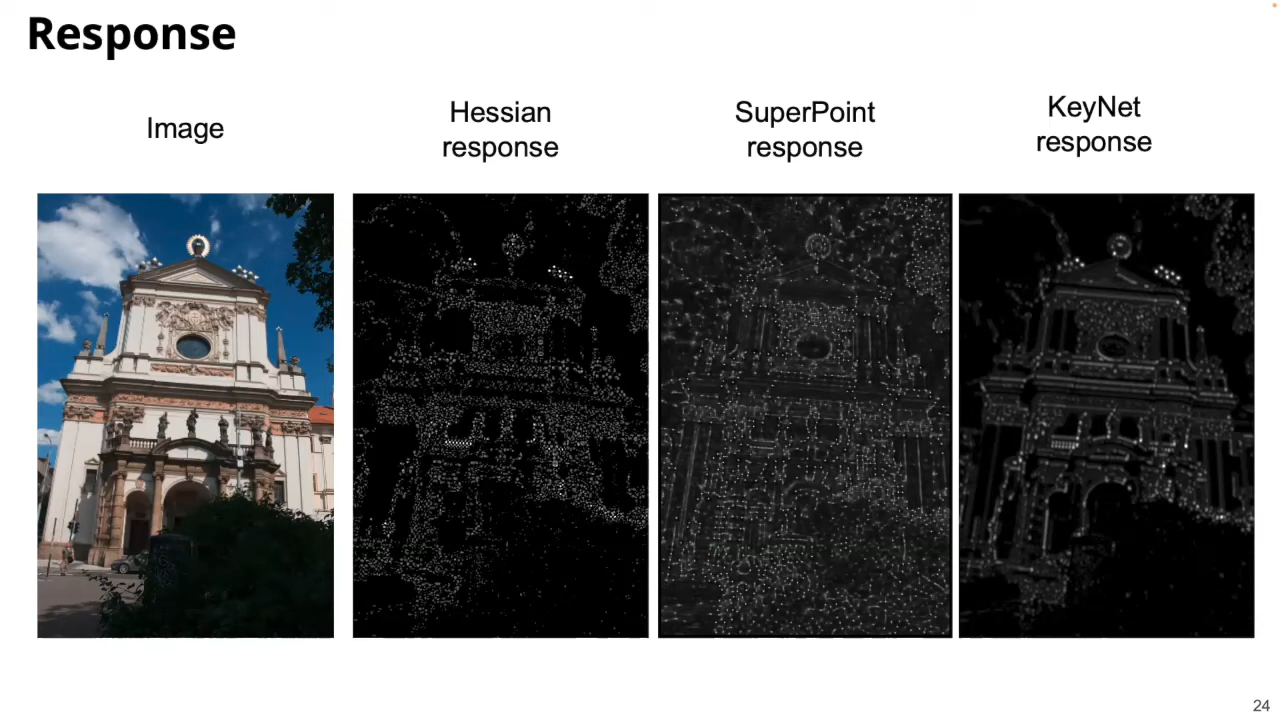 Response
Image
Hessian
response
SuperPoint
response
KeyNet
response
24